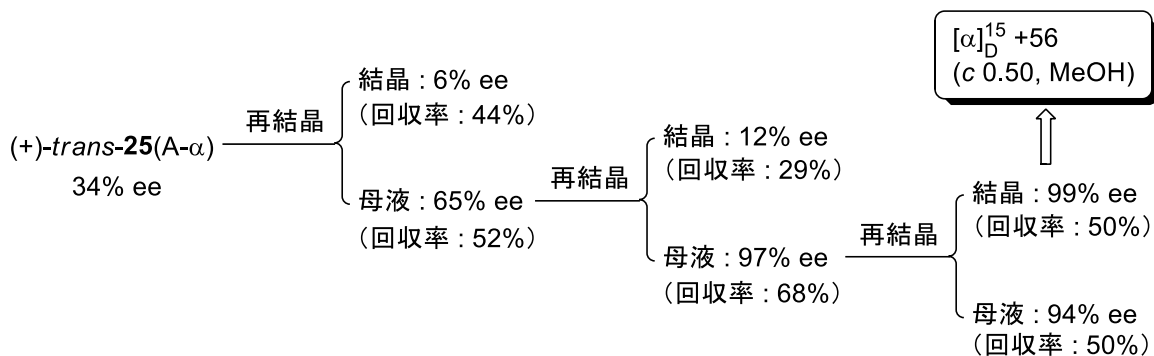 [α]15D +56
(c 0.50, MeOH)
(+)-trans-25(A-α)
34% ee
再結晶
結晶 : 6% ee
(回収率 : 44%)
母液 : 65% ee
(回収率 : 52%)
再結晶
結晶 : 12% ee
(回収率 : 29%)
母液 : 97% ee
(回収率 : 68%)
再結晶
結晶 : 99% ee
(回収率 : 50%)
母液 : 94% ee
(回収率 : 50%)